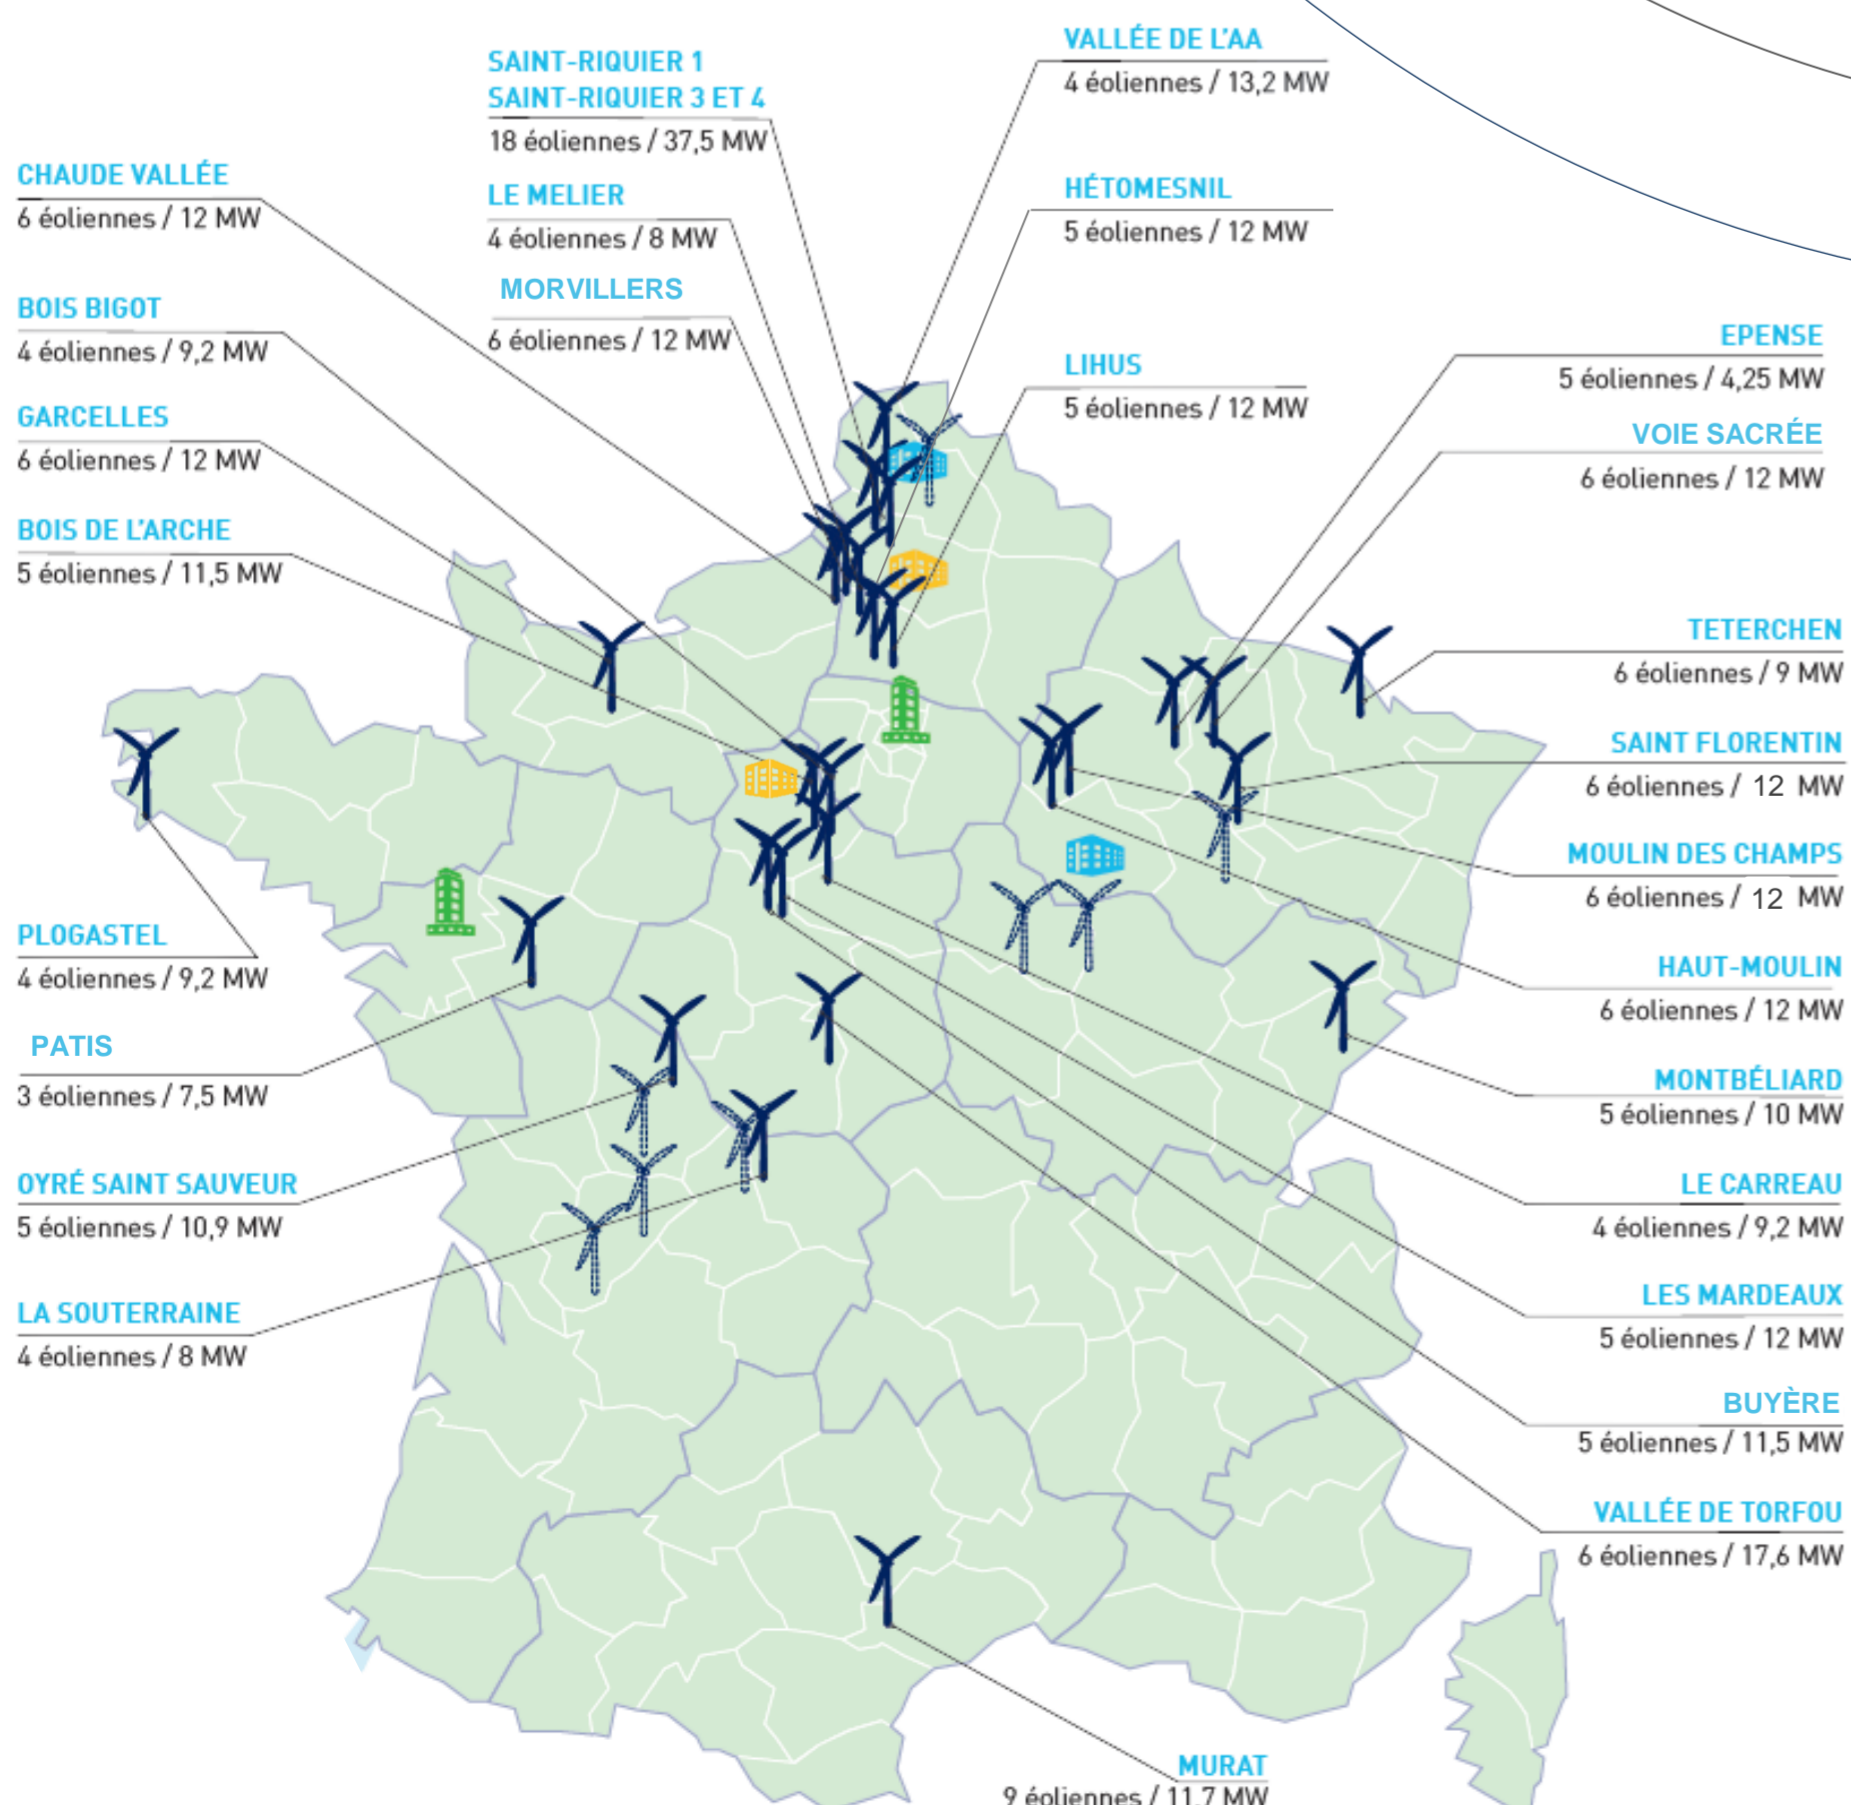 VALLÉE DE L'AA
4 éoliennes / 13,2 MW
SAINT-RIQUIER 1
SAINT-RIQUIER 3 ET 4
18 éoliennes / 37,5 MW
CHAUDE VALLÉE
6 éoliennes / 12 MW
LE MELIER
4 éoliennes / 8 MW
HÉTOMESNIL
5 éoliennes / 12 MW
MORVILLERS
6 éoliennes / 12 MW
BOIS BIGOT
4 éoliennes / 9,2 MW
LIHUS
5 éoliennes / 12 MW
EPENSE
5 éoliennes / 4,25 MW
GARCELLES
6 éoliennes / 12 MW
VOIE SACRÉE
6 éoliennes / 12 MW
BOIS DE L'ARCHE
5 éoliennes / 11,5 MW
TETERCHEN
6 éoliennes / 9 MW
SAINT FLORENTIN
6 éoliennes / 12 MW
MOULIN DES CHAMPS
6 éoliennes / 12 MW
PLOGASTEL
4 éoliennes / 9,2 MW
HAUT-MOULIN
6 éoliennes / 12 MW
PATIS
3 éoliennes / 7,5 MW
MONTBÉLIARD
5 éoliennes / 10 MW
OYRÉ SAINT SAUVEUR
5 éoliennes / 10,9 MW
LE CARREAU
4 éoliennes / 9,2 MW
LA SOUTERRAINE
4 éoliennes / 8 MW
LES MARDEAUX
5 éoliennes / 12 MW
BUYÈRE
5 éoliennes / 11,5 MW
VALLÉE DE TORFOU
6 éoliennes / 17,6 MW
MURAT
9 éoliennes / 11,7 MW